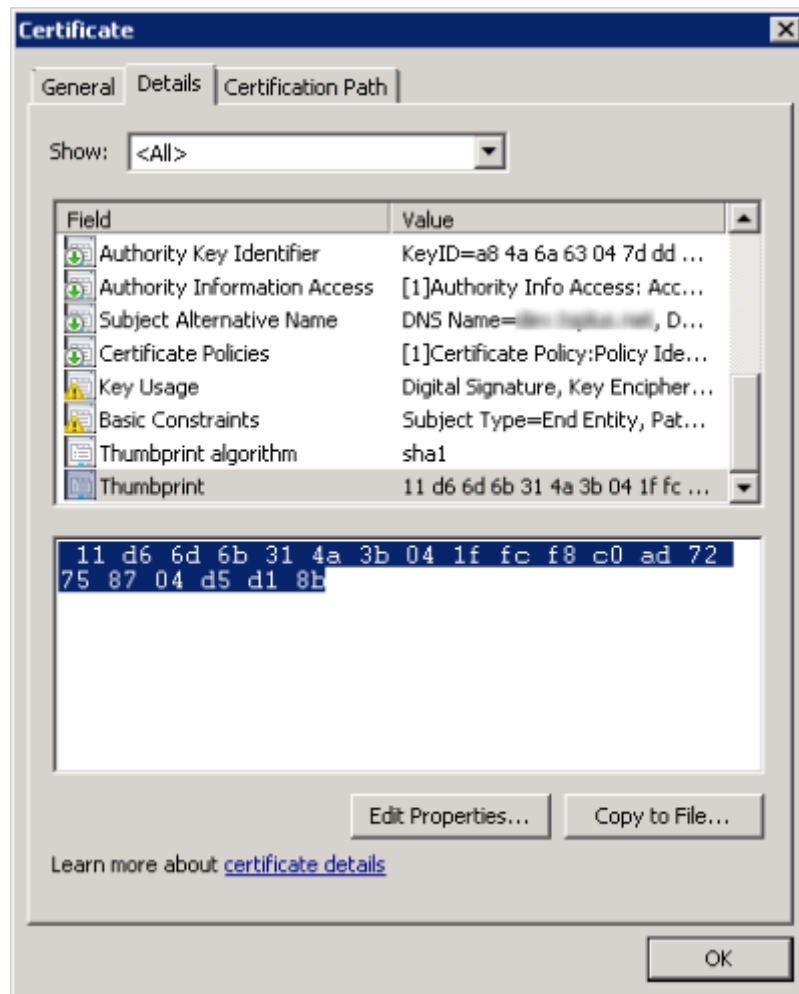 Certificate
General Details Certification Path
Show: <All>
Field Value
Authority Key Identifier KeyID=a8 4a 6a 63 04 7d dd ...
Authority Information Access [1]Authority Info Access: Acc...
Subject Alternative Name DNS Name= , D...
Certificate Policies [1]Certificate Policy:Policy Ide...
Key Usage Digital Signature, Key Encipher...
Basic Constraints Subject Type=End Entity, Pat...
Thumbprint algorithm sha1
Thumbprint 11 d6 6d 6b 31 4a 3b 04 1f fc ...
11 d6 6d 6b 31 4a 3b 04 1f fc f8 c0 ad 72
75 87 04 d5 d1 8b
Edit Properties... Copy to File...
Learn more about certificate details
OK